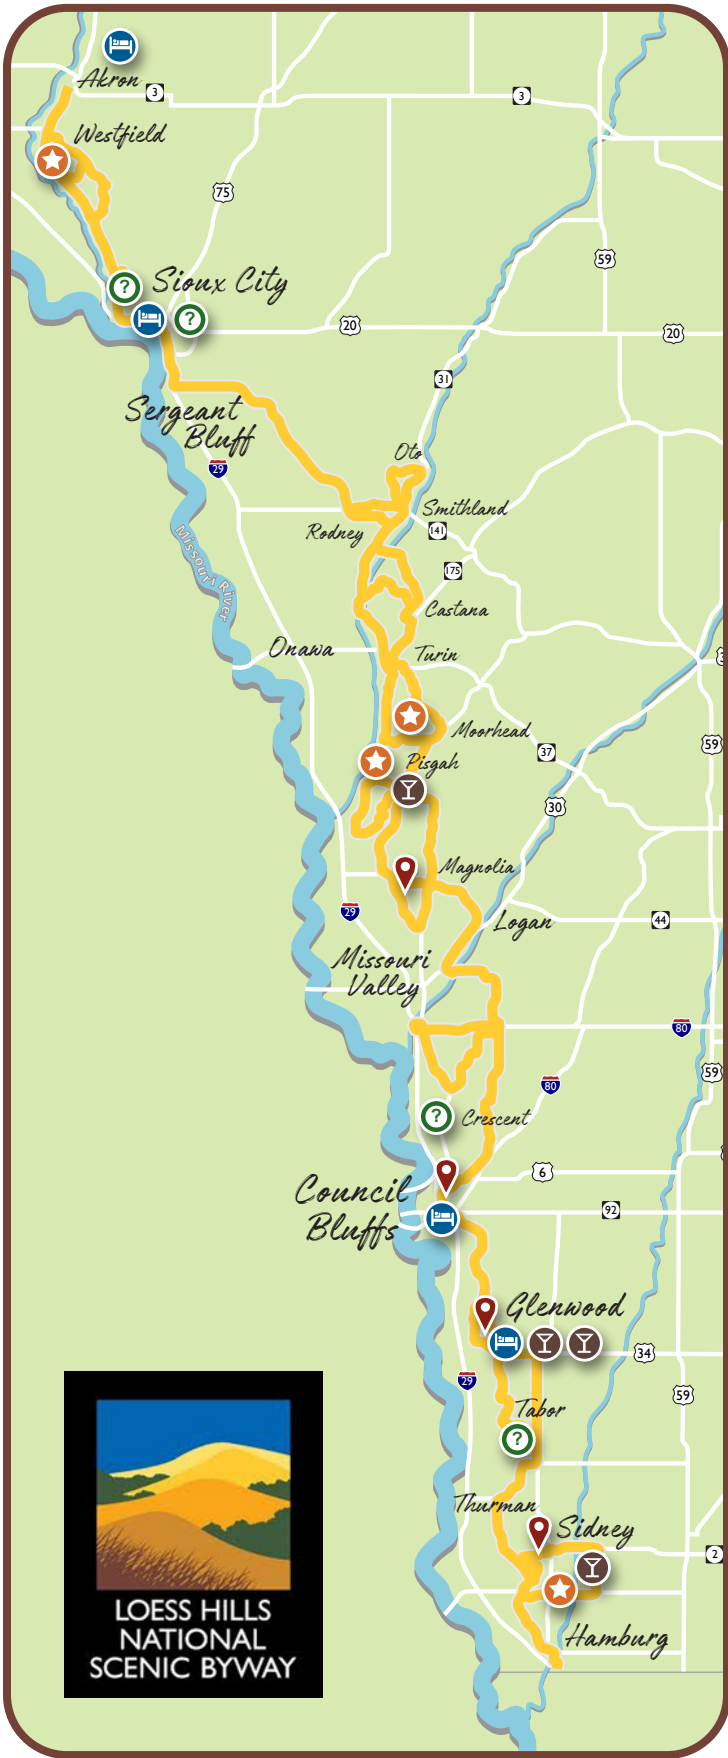 Akron
3
3
Westfield
75
59
?
Sioux City
?
20
20
31
Sergeant
Bluff
29
Oto
Smithland
Rodney
141
Missouri River
175
Castana
Onawa
Turin
Moorhead
37
59
Pisgah
30
Magnolia
29
Logan
44
Missouri
Valley
80
59
80
?
Crescent
6
Council
Bluffs
92
Glenwood
34
29
59
Tabor
?
Thurman
Sidney
2
Hamburg
LOESS HILLS
NATIONAL
SCENIC BYWAY